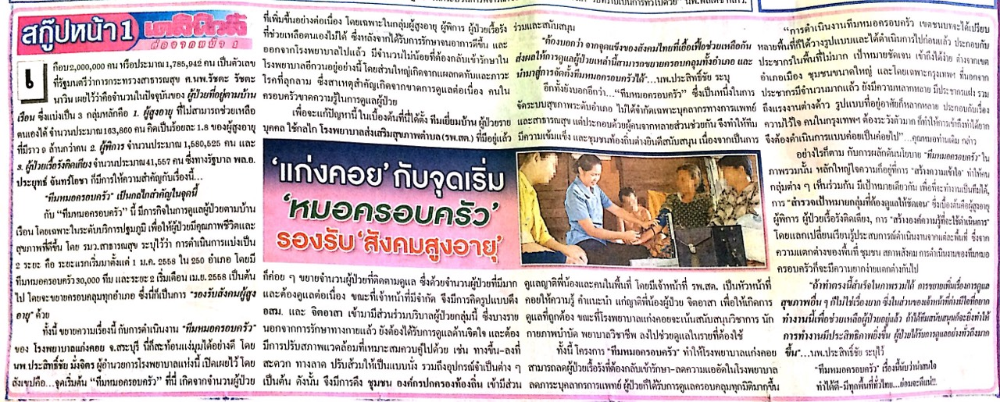 สกู๊ปหน้า 1 เดลินิวส์
ต่อจากหน้า 1
เกือบ 2,000,000 คน หรือประมาณ 1,785,942 คน เป็นตัวเลข
ที่รัฐมนตรีว่าการกระทรวงสาธารณสุข ศ.นพ.รัชตะ รัชตะ
นาวิน เผยไว้ว่าคือจำนวนในปัจจุบันของ ผู้ป่วยที่อยู่ตามบ้าน
เรือน ซึ่งแบ่งเป็น 3 กลุ่มหลักคือ 1. ผู้สูงอายุ ที่ไม่สามารถช่วยเหลือ
ตนเองได้ จำนวนประมาณ 163,860 คน คิดเป็นร้อยละ 1.8 ของผู้สูงอายุ
ที่มีราว 9 ล้านกว่าคน 2. ผู้พิการ จำนวนประมาณ 1,580,525 คน และ
3. ผู้ป่วยเรื้อรังติดเตียง จำนวนประมาณ 41,557 คน ซึ่งทางรัฐบาล พล.อ.
ประยุทธ์ จันทร์โอชา ก็มีการให้ความสำคัญกับเรื่องนี้...
"ทีมหมอครอบครัว" เป็นกลไกสำคัญในจุดนี้
กับ "ทีมหมอครอบครัว" นี้ มีภารกิจในการดูแลผู้ป่วยตามบ้าน
เรือน โดยเฉพาะในระดับบริการปฐมภูมิ เพื่อให้ผู้ป่วยมีคุณภาพชีวิตและ
สุขภาพที่ดีขึ้น โดย รมว.สาธารณสุข ระบุไว้ว่า การดำเนินการแบ่งเป็น
2 ระยะ คือ ระยะแรกเริ่มมาตั้งแต่ 1 ม.ค. 2558 ใน 250 อำเภอ โดยมี
ทีมหมอครอบครัว 30,000 ทีม และระยะ 2 เริ่มเดือน เม.ย. 2558 เป็นต้น
ไป โดยจะขยายครอบคลุมทุกอำเภอ ซึ่งนี่ก็เป็นการ "รองรับสังคมผู้สูง
อายุ" ด้วย
ทั้งนี้ ขยายความเรื่องนี้ กับการดำเนินงาน "ทีมหมอครอบครัว"
ของ โรงพยาบาลแก่งคอย จ.สระบุรี นี่ก็สะท้อนแง่มุมได้อย่างดี โดย
นพ.ประสิทธิ์ชัย มั่งจิตร ผู้อำนวยการโรงพยาบาลแห่งนี้ เปิดเผยไว้ โดย
สังเขปคือ...จุดเริ่มต้น "ทีมหมอครอบครัว" ที่นี่ เกิดจากจำนวนผู้ป่วย
ที่เพิ่มขึ้นอย่างต่อเนื่อง โดยเฉพาะในกลุ่มผู้สูงอายุ ผู้พิการ ผู้ป่วยเรื้อรัง
ที่ช่วยเหลือตนเองไม่ได้ ซึ่งหลังจากได้รับการรักษาจนอาการดีขึ้น และ
ออกจากโรงพยาบาลไปแล้ว มีจำนวนไม่น้อยที่ต้องกลับเข้ารักษาใน
โรงพยาบาลอีกวนอยู่อย่างนี้ โดยส่วนใหญ่เกิดจากแผลกดทับและภาวะ
โรคที่ลุกลาม ซึ่งสาเหตุสำคัญเกิดจากขาดการดูแลต่อเนื่อง คนใน
ครอบครัวขาดความรู้ในการดูแลผู้ป่วย
เพื่อจะแก้ปัญหานี้ ในเบื้องต้นที่นี่ได้ตั้ง ทีมเยี่ยมบ้าน ผู้ป่วยราย
บุคคล ใช้กลไก โรงพยาบาลส่งเสริมสุขภาพตำบล (รพ.สต.) ที่มีอยู่แล้ว
'แก่งคอย' กับจุดเริ่ม
'หมอครอบครัว'
รองรับ 'สังคมสูงอายุ'
ก็ค่อย ๆ ขยายจำนวนผู้ป่วยที่ติดตามดูแล ซึ่งด้วยจำนวนผู้ป่วยที่มีมาก
และต้องดูแลต่อเนื่อง ขณะที่เจ้าหน้าที่มีจำกัด จึงมีการคิดรูปแบบดึง
อสม. และ จิตอาสา เข้ามามีส่วนร่วมบริบาลผู้ป่วยกลุ่มนี้ ซึ่งบางราย
นอกจากการรักษาทางกายแล้ว ยังต้องได้รับการดูแลด้านจิตใจ และต้อง
มีการปรับสภาพแวดล้อมที่เหมาะสมควบคู่ไปด้วย เช่น ทางขึ้น-ลงที่
สะดวก ทางลาด ปรับส้วมให้เป็นแบบนั่ง รวมถึงอุปกรณ์จำเป็นต่าง ๆ
เป็นต้น ดังนั้น จึงมีการดึง ชุมชน องค์กรปกครองท้องถิ่น เข้ามีส่วน
ร่วมและสนับสนุน
"ต้องบอกว่า จากจุดแข็งของสังคมไทยที่เอื้อเฟื้อช่วยเหลือกัน
ส่งผลให้การดูแลผู้ป่วยเหล่านี้สามารถขยายครอบคลุมทั้งอำเภอ และ
นำมาสู่การจัดตั้งทีมหมอครอบครัวได้"...นพ.ประสิทธิ์ชัย ระบุ
อีกทั้งยังบอกอีกว่า..."ทีมหมอครอบครัว" ซึ่งเป็นหนึ่งในการ
จัดระบบสุขภาพระดับอำเภอ ไม่ได้จำกัดเฉพาะบุคลากรทางการแพทย์
และสาธารณสุข แต่ประกอบด้วยผู้คนจากหลายส่วนช่วยกัน จึงทำให้ทีม
มีความเข้มแข็ง และชุมชนท้องถิ่นต่างยินดีสนับสนุน เนื่องจากเป็นการ
ดูแลญาติพี่น้องและคนในพื้นที่ โดยมีเจ้าหน้าที่ รพ.สต. เป็นหัวหน้าที่
คอยให้ความรู้ คำแนะนำ แก่ญาติพี่น้องผู้ป่วย จิตอาสา เพื่อให้เกิดการ
ดูแลที่ถูกต้อง ขณะที่โรงพยาบาลแก่งคอยจะเน้นสนับสนุนวิชาการ นัก
กายภาพบำบัด พยาบาลวิชาชีพ ลงไปช่วยดูแลในรายที่ต้องใช้
ทั้งนี้ โครงการ "ทีมหมอครอบครัว" ทำให้โรงพยาบาลแก่งคอย
สามารถลดผู้ป่วยเรื้อรังที่ต้องกลับเข้ารักษา-ลดความแออัดในโรงพยาบาล
ลดภาระบุคลากรการแพทย์ ผู้ป่วยก็ได้รับการดูแลครอบคลุมทุกมิติมากขึ้น
"การดำเนินงานทีมหมอครอบครัว เขตชนบทจะได้เปรียบ
หลายพื้นที่ก็ได้วางรูปแบบและได้ดำเนินการไปก่อนแล้ว ประกอบกับ
ประชากรในพื้นที่ไม่มาก เป้าหมายชัดเจน เข้าถึงได้ง่าย ต่างจากเขต
อำเภอเมือง ชุมชนขนาดใหญ่ และโดยเฉพาะกรุงเทพฯ ที่นอกจาก
ประชากรมีจำนวนมากแล้ว ยังมีความหลากหลาย มีประชากรแฝง รวม
ถึงแรงงานต่างด้าว รูปแบบที่อยู่อาศัยก็หลากหลาย ประกอบกับเรื่อง
ความไว้ใจ คนในกรุงเทพฯ ต้องระวังตัวมาก ก็ทำให้การเข้าถึงทำได้ยาก
จึงต้องดำเนินการแบบค่อยเป็นค่อยไป"...คุณหมอท่านเดิม กล่าว
อย่างไรก็ตาม กับการผลักดันนโยบาย "ทีมหมอครอบครัว" ใน
ภาพรวมนั้น หลักใหญ่ใจความก็อยู่ที่การ "สร้างความเข้าใจ" ทำให้คน
กลุ่มต่าง ๆ เห็นร่วมกัน มีเป้าหมายเดียวกัน เพื่อที่จะทำงานเป็นทีมได้,
การ "สำรวจเป้าหมายกลุ่มที่ต้องดูแลให้ชัดเจน" ซึ่งเบื้องต้นคือผู้สูงอายุ
ผู้พิการ ผู้ป่วยเรื้อรังติดเตียง, การ "สร้างองค์ความรู้ที่จะใช้ดำเนินการ"
โดยแลกเปลี่ยนเรียนรู้ประสบการณ์ดำเนินงานจากแต่ละพื้นที่ ซึ่งจาก
ความแตกต่างของพื้นที่ ชุมชน สภาพสังคม การดำเนินงานของทีมหมอ
ครอบครัวก็จะมีความยากง่ายแตกต่างกันไป
"ถ้าทำตรงนี้สำเร็จในภาพรวมได้ การขยายเพิ่มเรื่องการดูแล
สุขภาพอื่น ๆ ก็ไม่ใช่เรื่องยาก ซึ่งในส่วนของเจ้าหน้าที่ต่างมีใจที่อยาก
ทำงานนี้เพื่อช่วยเหลือผู้ป่วยอยู่แล้ว ถ้าได้ทีมสนับสนุนก็จะยิ่งทำให้
การทำงานมีประสิทธิภาพยิ่งขึ้น ผู้ป่วยได้รับการดูแลอย่างทั่วถึงมาก
ขึ้น"...นพ.ประสิทธิ์ชัย ระบุไว้
"ทีมหมอครอบครัว" เรื่องนี้นับว่าน่าสนใจ
ทำได้ดี-มีทุกพื้นที่ทั่วไทย...ย่อมจะดีแน่!!!